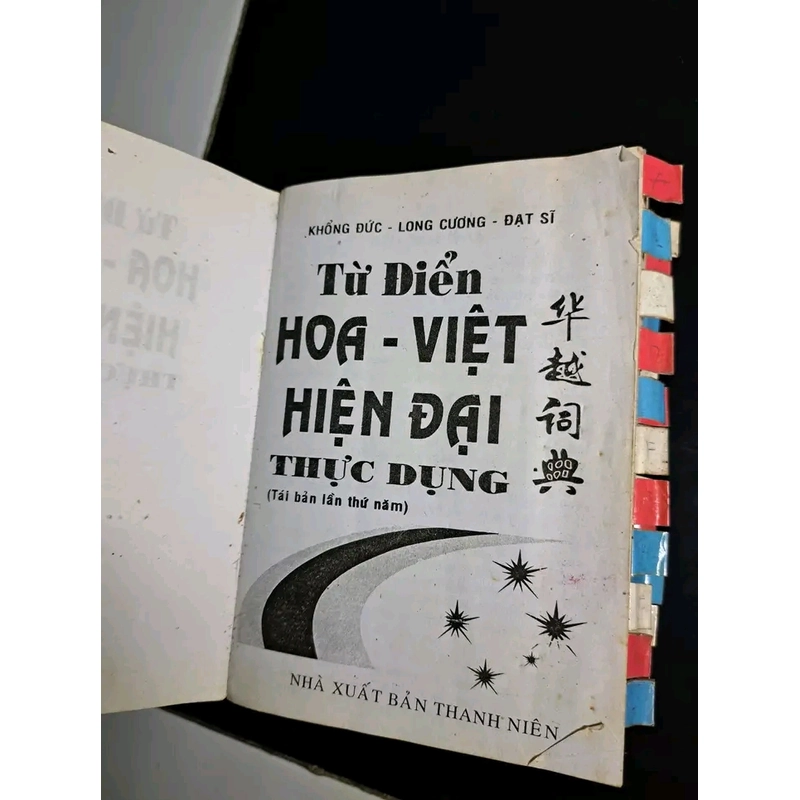 KHỔNG ĐỨC - LONG CƯƠNG - ĐẠT SĨ
Từ Điển
HOA - VIỆT
HIỆN ĐẠI
THỰC DỤNG
(Tái bản lần thứ năm)
华越词典
NHÀ XUẤT BẢN THANH NIÊN